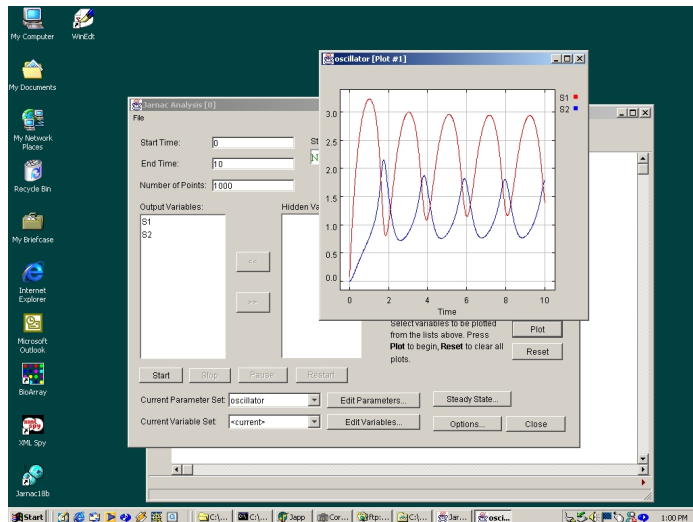 My Computer
WinEdt
My Documents
My Network
Places
Recycle Bin
My Briefcase
Internet
Explorer
Microsoft
Outlook
BioArray
XML Spy
Jarnac18b
oscillator [Plot #1]
S1
S2
3.0
2.5
2.0
1.5
1.0
0.5
0.0
0 2 4 6 8 10
Time
Jarnac Analysis [0]
File
Start Time: 0
St
End Time: 10
N
Number of Points: 1000
Output Variables:
Hidden Va
S1
S2
<<
>>
Select variables to be plotted
from the lists above. Press
Plot to begin, Reset to clear all
plots.
Plot
Reset
Start Stop Pause Restart
Current Parameter Set: oscillator Edit Parameters... Steady State...
Current Variable Set: <current> Edit Variables... Options... Close
Start C:\... C:\... Japp Cor... ftp:... C:\... Jar... osci... 1:00 PM